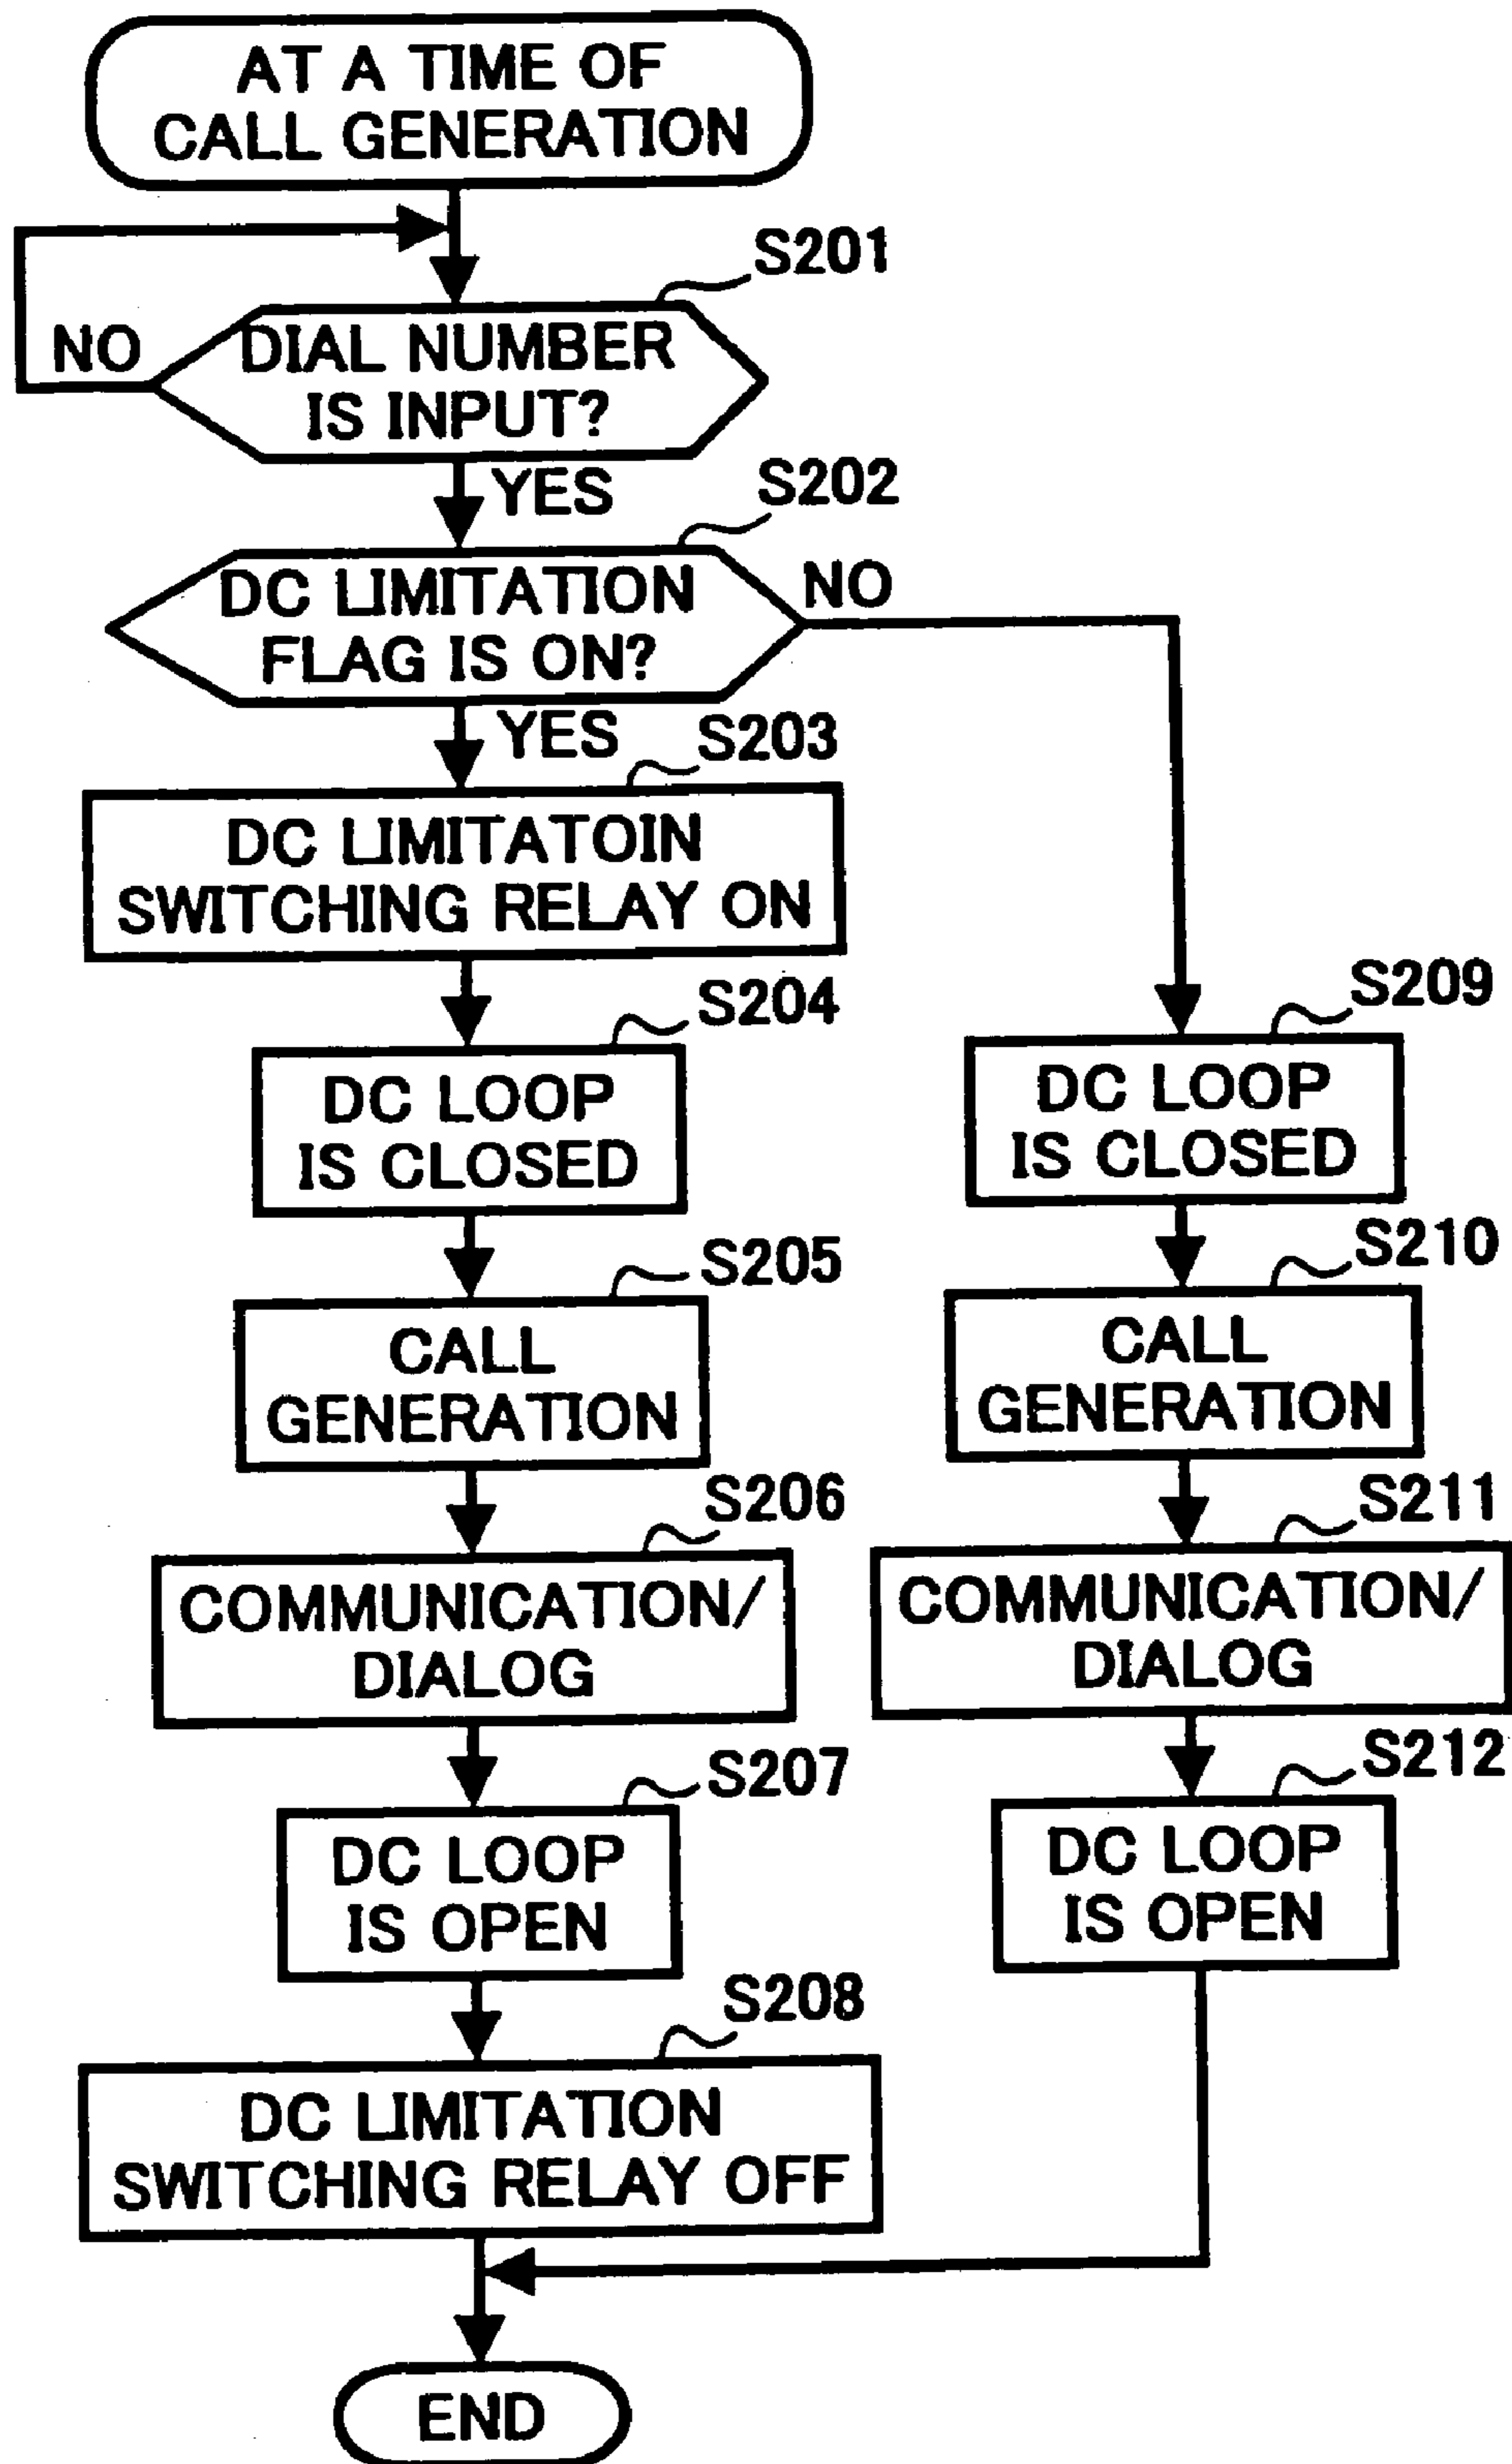 AT A TIME OF
CALL GENERATION
S201
NO
DIAL NUMBER
IS INPUT?
YES
S202
DC LIMITATION
FLAG IS ON?
NO
YES
S203
DC LIMITATOIN
SWITCHING RELAY ON
S204
DC LOOP
IS CLOSED
S205
CALL
GENERATION
S206
COMMUNICATION/
DIALOG
S207
DC LOOP
IS OPEN
S208
DC LIMITATION
SWITCHING RELAY OFF
S209
DC LOOP
IS CLOSED
S210
CALL
GENERATION
S211
COMMUNICATION/
DIALOG
S212
DC LOOP
IS OPEN
END